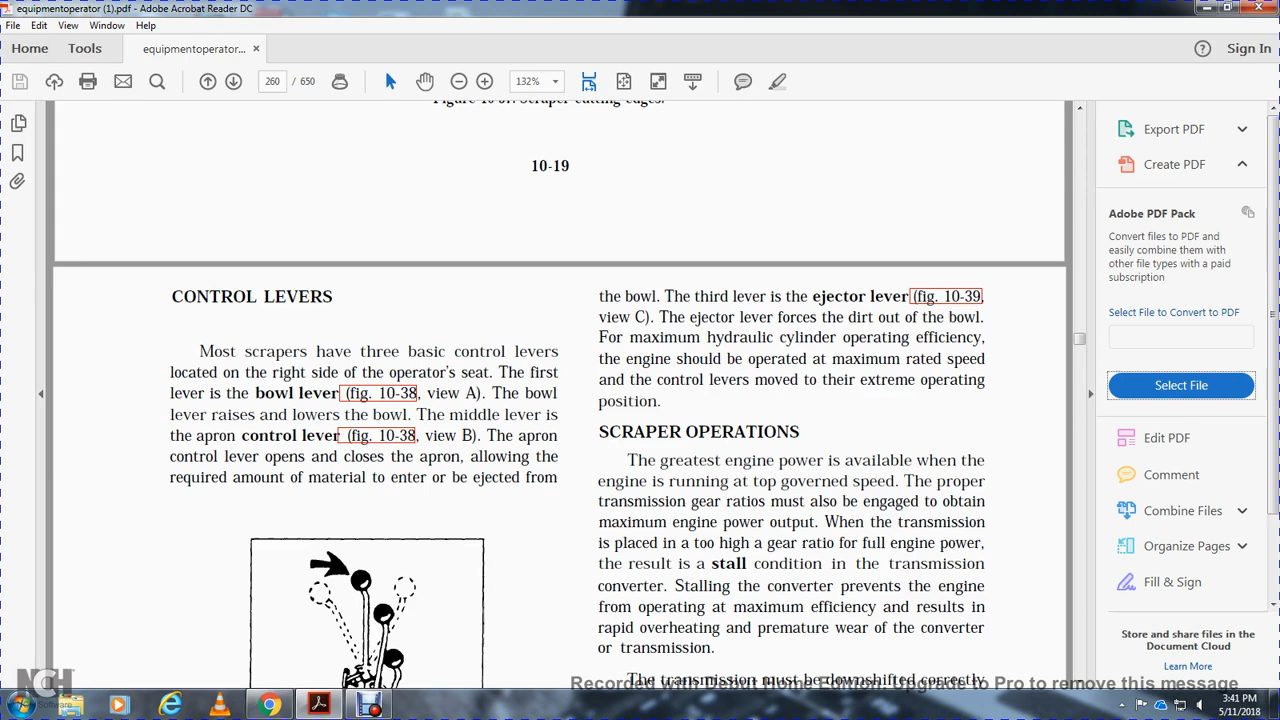 equipmentoperator (1).pdf - Adobe Acrobat Reader DC
File Edit View Window Help
Home Tools equipmentoperator... × Sign In
260 / 650 132%
Figure 10-37. Scraper cutting edges.
10-19
CONTROL LEVERS
Most scrapers have three basic control levers
located on the right side of the operator's seat. The first
lever is the bowl lever (fig. 10-38, view A). The bowl
lever raises and lowers the bowl. The middle lever is
the apron control lever (fig. 10-38, view B). The apron
control lever opens and closes the apron, allowing the
required amount of material to enter or be ejected from
the bowl. The third lever is the ejector lever (fig. 10-39,
view C). The ejector lever forces the dirt out of the bowl.
For maximum hydraulic cylinder operating efficiency,
the engine should be operated at maximum rated speed
and the control levers moved to their extreme operating
position.
SCRAPER OPERATIONS
The greatest engine power is available when the
engine is running at top governed speed. The proper
transmission gear ratios must also be engaged to obtain
maximum engine power output. When the transmission
is placed in a too high a gear ratio for full engine power,
the result is a stall condition in the transmission
converter. Stalling the converter prevents the engine
from operating at maximum efficiency and results in
rapid overheating and premature wear of the converter
or transmission.
The transmission must be downshifted correctly
Export PDF
Create PDF
Adobe PDF Pack
Convert files to PDF and
easily combine them with
other file types with a paid
subscription
Select File to Convert to PDF
Select File
Edit PDF
Comment
Combine Files
Organize Pages
Fill & Sign
Store and share files in the
Document Cloud
Learn More
NCH
Software
3:41 PM
5/11/2018